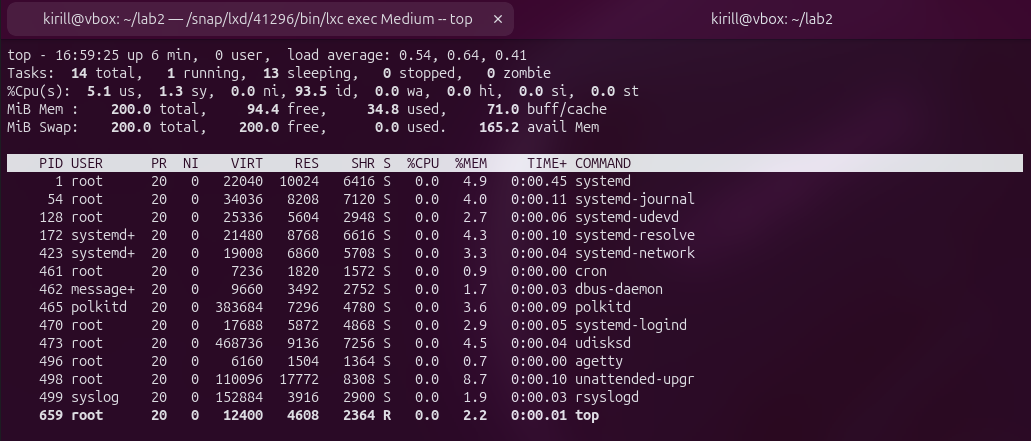 kirill@vbox: ~/lab2 — /snap/lxd/41296/bin/lxc exec Medium -- top × kirill@vbox: ~/lab2
top - 16:59:25 up 6 min,  0 user,  load average: 0.54, 0.64, 0.41
Tasks:  14 total,   1 running,  13 sleeping,   0 stopped,   0 zombie
%Cpu(s):  5.1 us,  1.3 sy,  0.0 ni, 93.5 id,  0.0 wa,  0.0 hi,  0.0 si,  0.0 st
MiB Mem :    200.0 total,     94.4 free,     34.8 used,     71.0 buff/cache
MiB Swap:    200.0 total,    200.0 free,      0.0 used.    165.2 avail Mem
PID USER      PR  NI    VIRT    RES    SHR S  %CPU  %MEM     TIME+ COMMAND
1 root      20   0   22040  10024   6416 S   0.0   4.9   0:00.45 systemd
54 root      20   0   34036   8208   7120 S   0.0   4.0   0:00.11 systemd-journal
128 root      20   0   25336   5604   2948 S   0.0   2.7   0:00.06 systemd-udevd
172 systemd+  20   0   21480   8768   6616 S   0.0   4.3   0:00.10 systemd-resolve
423 systemd+  20   0   19008   6860   5708 S   0.0   3.3   0:00.04 systemd-network
461 root      20   0    7236   1820   1572 S   0.0   0.9   0:00.00 cron
462 message+  20   0    9660   3492   2752 S   0.0   1.7   0:00.03 dbus-daemon
465 polkitd   20   0  383684   7296   4780 S   0.0   3.6   0:00.09 polkitd
470 root      20   0   17688   5872   4868 S   0.0   2.9   0:00.05 systemd-logind
473 root      20   0  468736   9136   7256 S   0.0   4.5   0:00.04 udisksd
496 root      20   0    6160   1504   1364 S   0.0   0.7   0:00.00 agetty
498 root      20   0  110096  17772   8308 S   0.0   8.7   0:00.10 unattended-upgr
499 syslog    20   0  152884   3916   2900 S   0.0   1.9   0:00.03 rsyslogd
659 root      20   0   12400   4608   2364 R   0.0   2.2   0:00.01 top